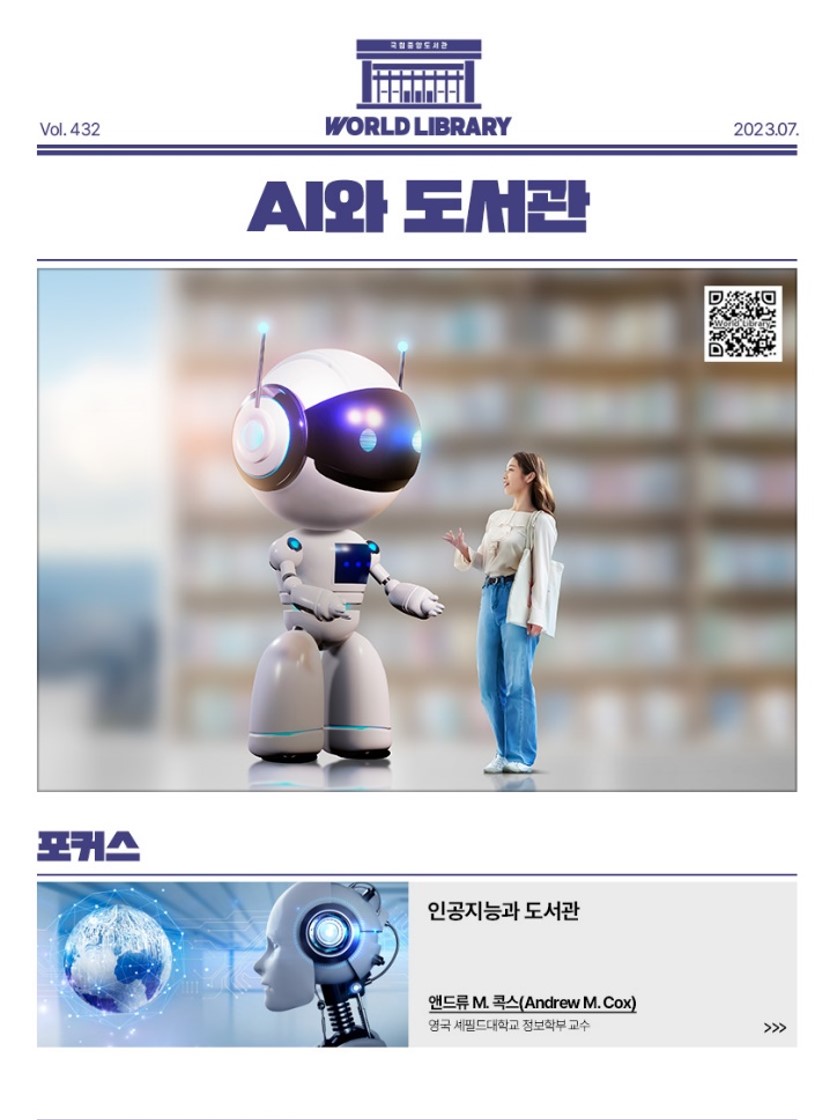 국립중앙도서관
Vol. 432
WORLD LIBRARY
2023.07.
AI와 도서관
World Library
포커스
인공지능과 도서관
앤드류 M. 콕스(Andrew M. Cox)
영국 셰필드대학교 정보학부 교수
>>>